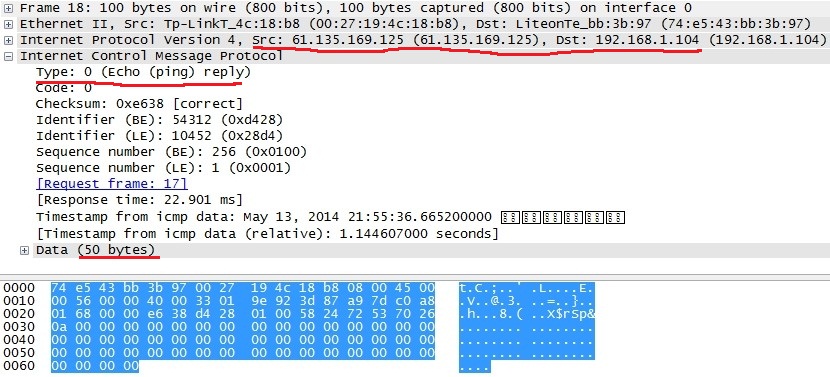 Frame 18: 100 bytes on wire (800 bits), 100 bytes captured (800 bits) on interface 0
Ethernet II, Src: Tp-LinkT_4c:18:b8 (00:27:19:4c:18:b8), Dst: LiteonTe_bb:3b:97 (74:e5:43:bb:3b:97)
Internet Protocol Version 4, Src: 61.135.169.125 (61.135.169.125), Dst: 192.168.1.104 (192.168.1.104)
Internet Control Message Protocol
Type: 0 (Echo (ping) reply)
Code: 0
Checksum: 0xe638 [correct]
Identifier (BE): 54312 (0xd428)
Identifier (LE): 10452 (0x28d4)
Sequence number (BE): 256 (0x0100)
Sequence number (LE): 1 (0x0001)
[Request frame: 17]
[Response time: 22.901 ms]
Timestamp from icmp data: May 13, 2014 21:55:36.665200000
[Timestamp from icmp data (relative): 1.144607000 seconds]
Data (50 bytes)
0000 74 e5 43 bb 3b 97 00 27 19 4c 18 b8 08 00 45 00 t.C.;..' .L....E.
0010 00 56 00 00 40 00 33 01 9e 92 3d 87 a9 7d c0 a8 .V..@.3. ..=..}..
0020 01 68 00 00 e6 38 d4 28 01 00 58 24 72 53 70 26 .h...8.( ..X$rSp&
0030 0a 00 00 00 00 00 00 00 00 00 00 00 00 00 00 00 ........ ........
0040 00 00 00 00 00 00 00 00 00 00 00 00 00 00 00 00 ........ ........
0050 00 00 00 00 00 00 00 00 00 00 00 00 00 00 00 00 ........ ........
0060 00 00 00 00 ....